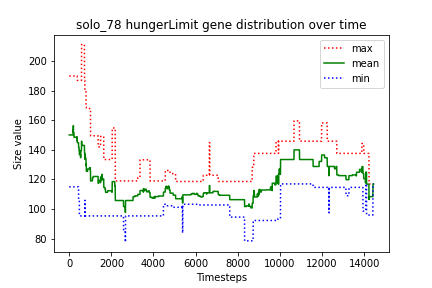 solo_78 hungerLimit gene distribution over time
max
mean
min
Size value
200
180
160
140
120
100
80
0
2000
4000
6000
8000
10000
12000
14000
Timesteps